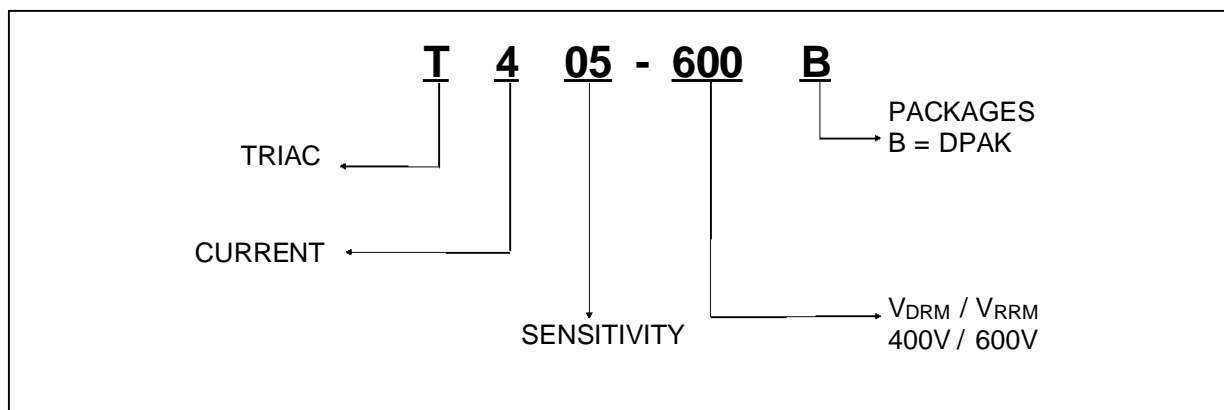 T 4 05 - 600 B
PACKAGES
B = DPAK
TRIAC
CURRENT
VDRM / VRRM
400V / 600V
SENSITIVITY